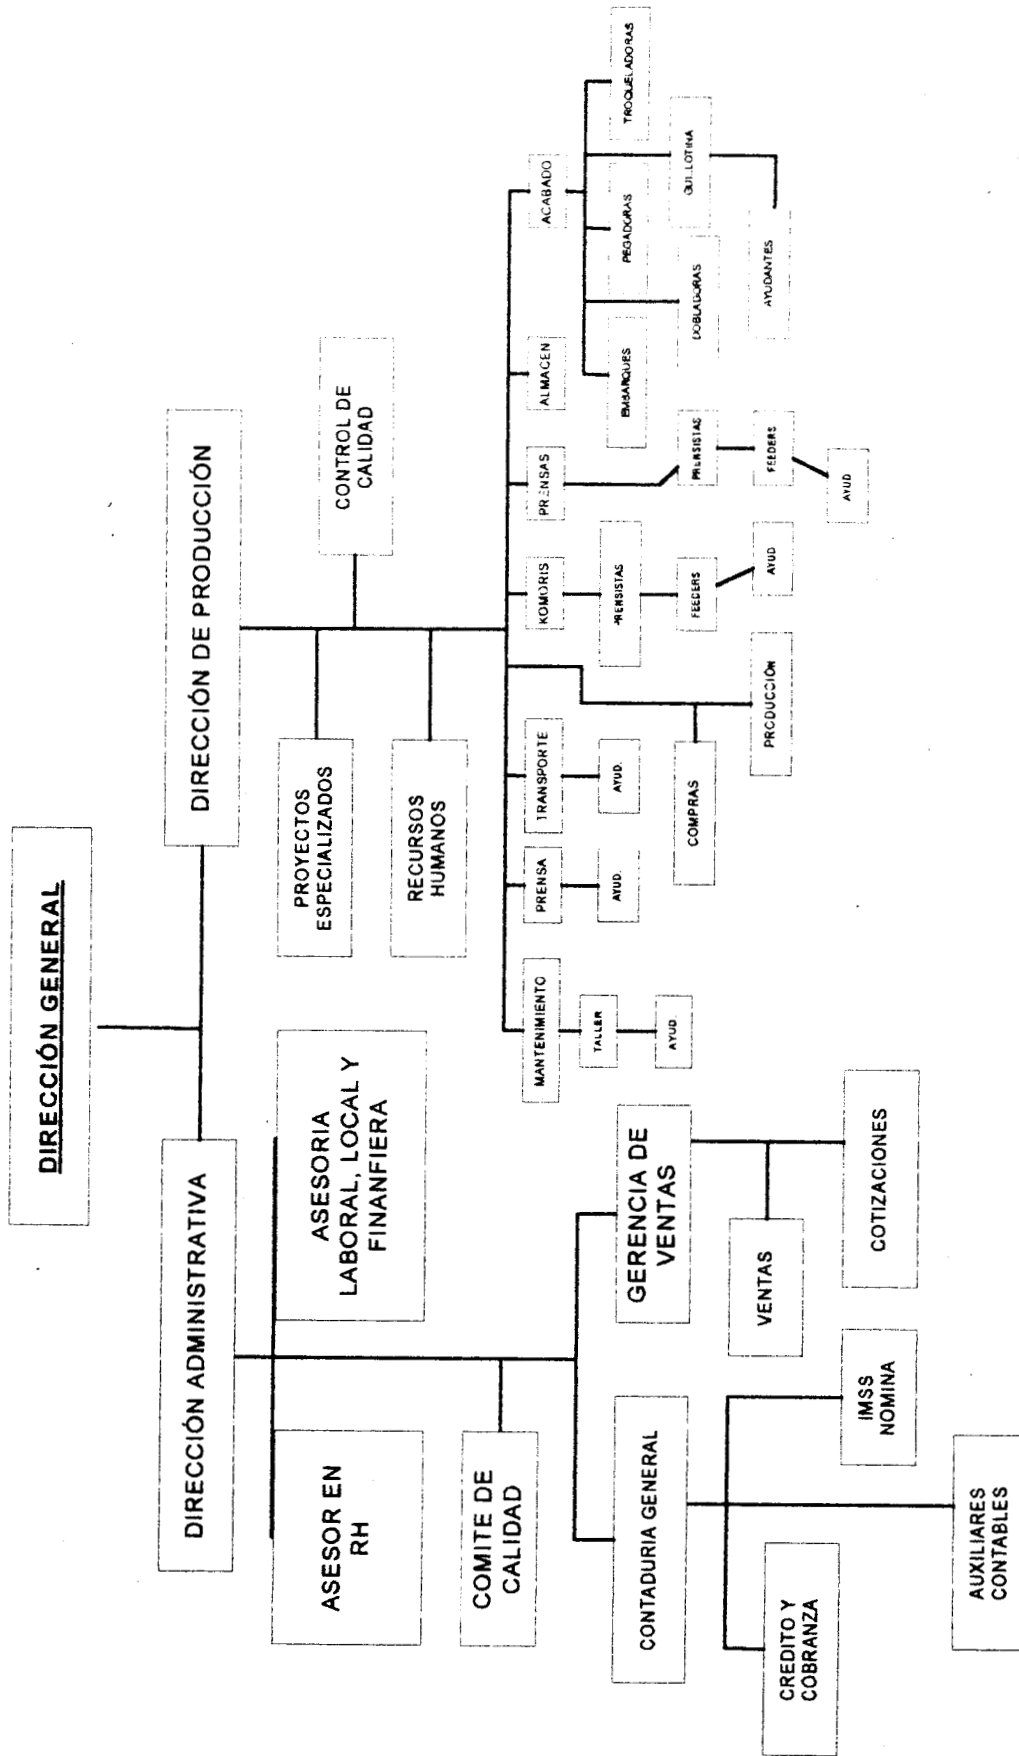 DIRECCIÓN GENERAL
DIRECCIÓN ADMINISTRATIVA
DIRECCIÓN DE PRODUCCIÓN
ASESOR EN
RH
ASESORIA
LABORAL, LOCAL Y
FINANFIERA
PROYECTOS
ESPECIALIZADOS
CONTROL DE
CALIDAD
RECURSOS
HUMANOS
COMITE DE
CALIDAD
CONTADURIA GENERAL
GERENCIA DE
VENTAS
MANTENIMIENTO
PRENSA
TRANSPORTE
KOMORIS
PRENSAS
ALMACEN
ACABADO
TALLER
AYUD.
AYUD.
PRENSISTAS
EMBARQUES
PEGADORAS
TROQUELADORAS
AYUD.
COMPRAS
FEEDERS
PRENSISTAS
DOBLADORAS
GUILLOTINA
VENTAS
PRODUCCIÓN
AYUD
FEEDERS
AYUDANTES
CREDITO Y
COBRANZA
IMSS
NOMINA
COTIZACIONES
AYUD
AUXILIARES
CONTABLES